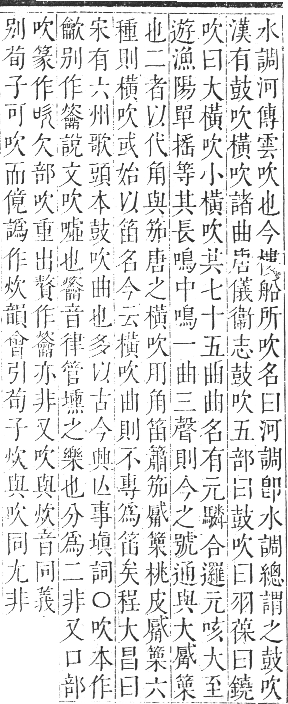 水調河傳雲吹也今樓船所吹名曰河調卽水調總謂之鼓吹
漢有鼓吹橫吹諸曲唐儀衞志鼓吹五部曰鼓吹曰羽葆曰鐃
吹曰大橫吹小橫吹共七十五曲曲名有元驎合邏元咳大至
遊漁陽單搖等其長鳴中鳴一曲三聲則今之號通與大觱篥
也二者以代角與笳唐之橫吹用角笛簫笳觱篥桃皮觱篥六
種則橫吹或始以笛名今云橫吹曲則不專爲笛矣程大昌曰
宋有六州歌頭本鼓吹曲也多以古今興亾事塡詞○吹本作
龡別作䶴說文吹噓也䶴音律管壎之樂也分爲二非又口部
吹篆作㕧欠部吹重出贅作䶴亦非又吹與炊音同義
別荀子可吹而僵譌作炊韻會引荀子炊與吹同尢非